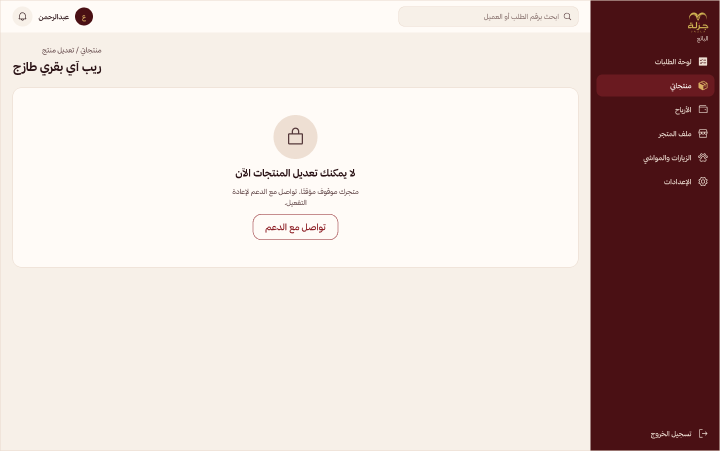 جزلة
البائع
لوحة الطلبات
منتجاتي
الأرباح
ملف المتجر
الزيارات والمواشي
الإعدادات
تسجيل الخروج
ابحث برقم الطلب أو العميل
ع
عبدالرحمن
منتجاتي / تعديل منتج
ريب آي بقري طازج
لا يمكنك تعديل المنتجات الآن
متجرك موقوف مؤقتًا. تواصل مع الدعم لإعادة
التفعيل.
تواصل مع الدعم